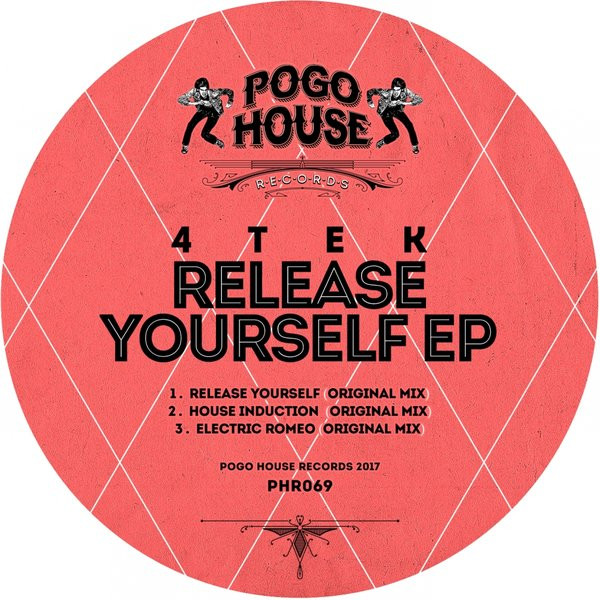 POGO
HOUSE
R·E·C·O·R·D·S
4 TEK
RELEASE
YOURSELF EP
1. RELEASE YOURSELF (ORIGINAL MIX)
2. HOUSE INDUCTION (ORIGINAL MIX)
3. ELECTRIC ROMEO (ORIGINAL MIX)
POGO HOUSE RECORDS 2017
PHR069